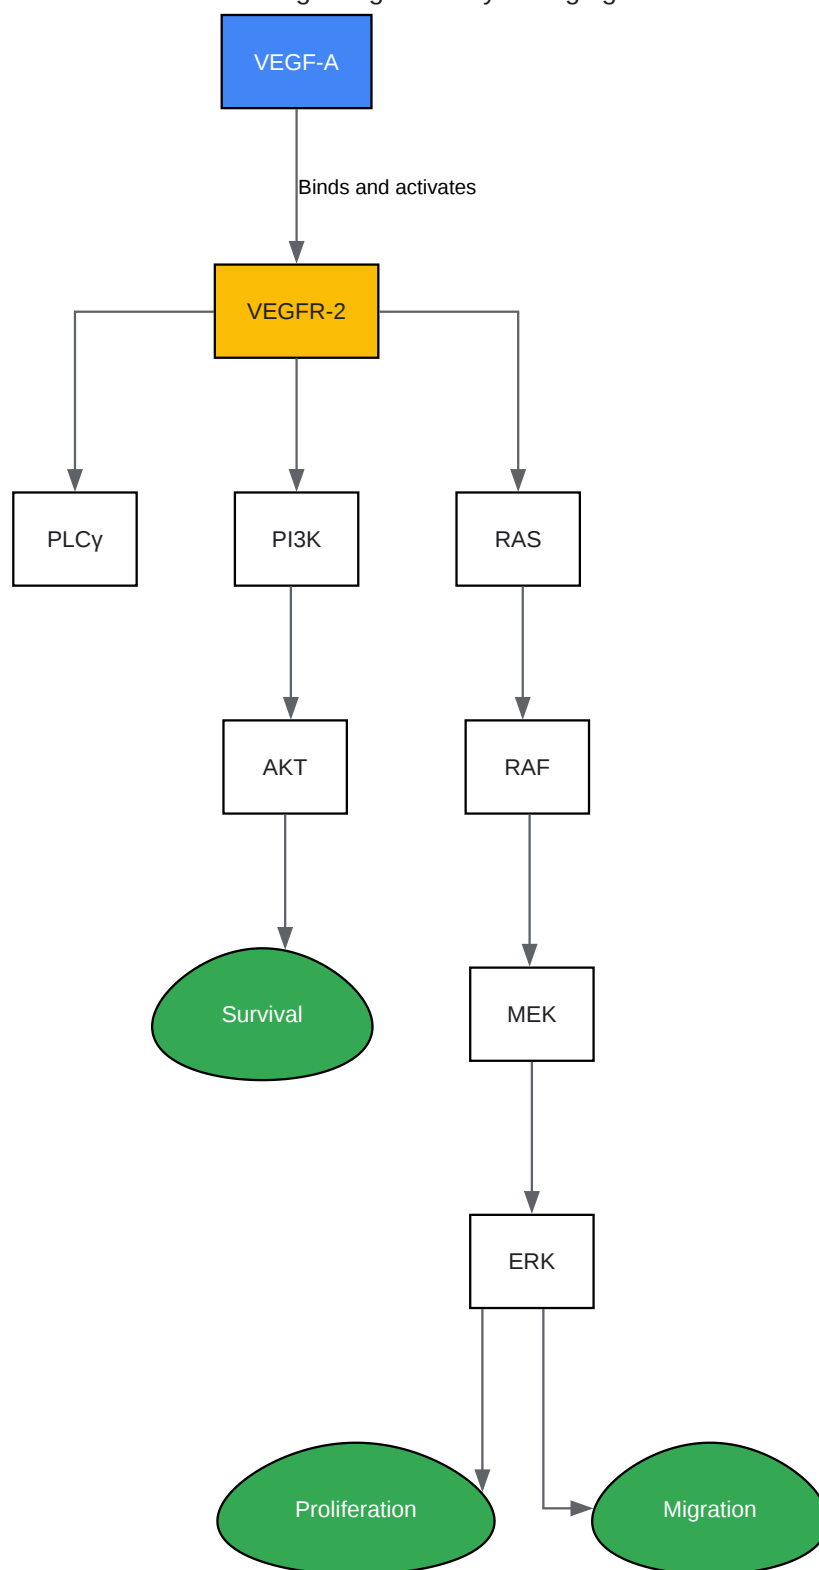 VEGF-A
Binds and activates
VEGFR-2
PLCγ
PI3K
RAS
AKT
RAF
Survival
MEK
ERK
Proliferation
Migration